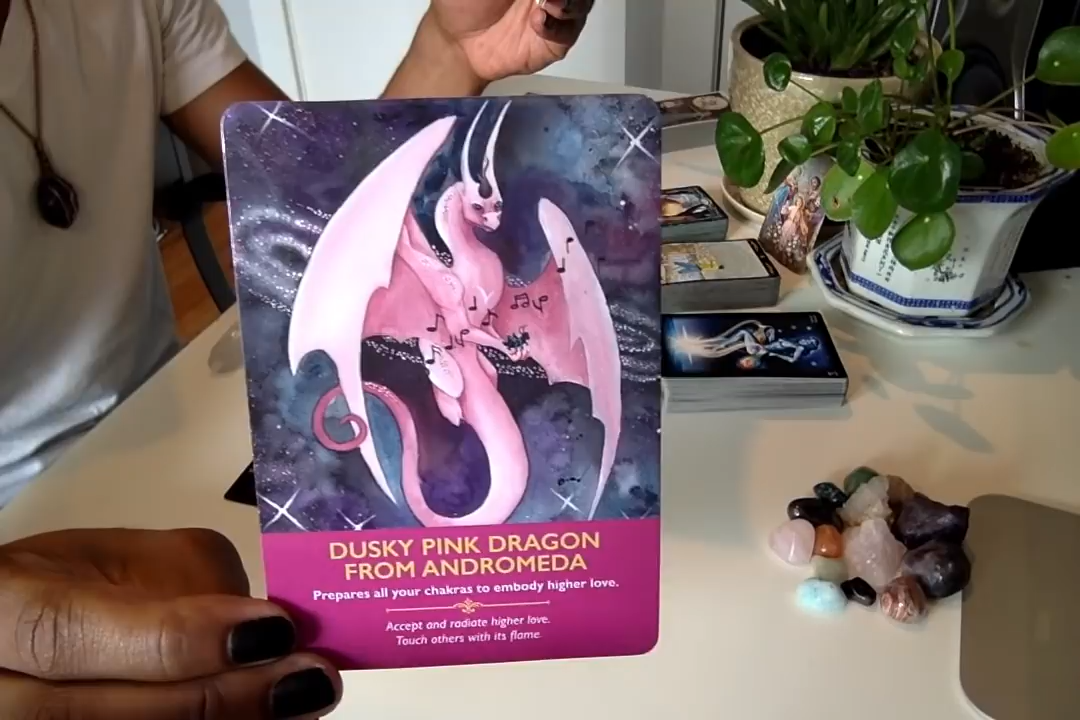 DUSKY PINK DRAGON
FROM ANDROMEDA
Prepares all your chakras to embody higher love.
Accept and radiate higher love.
Touch others with its flame.